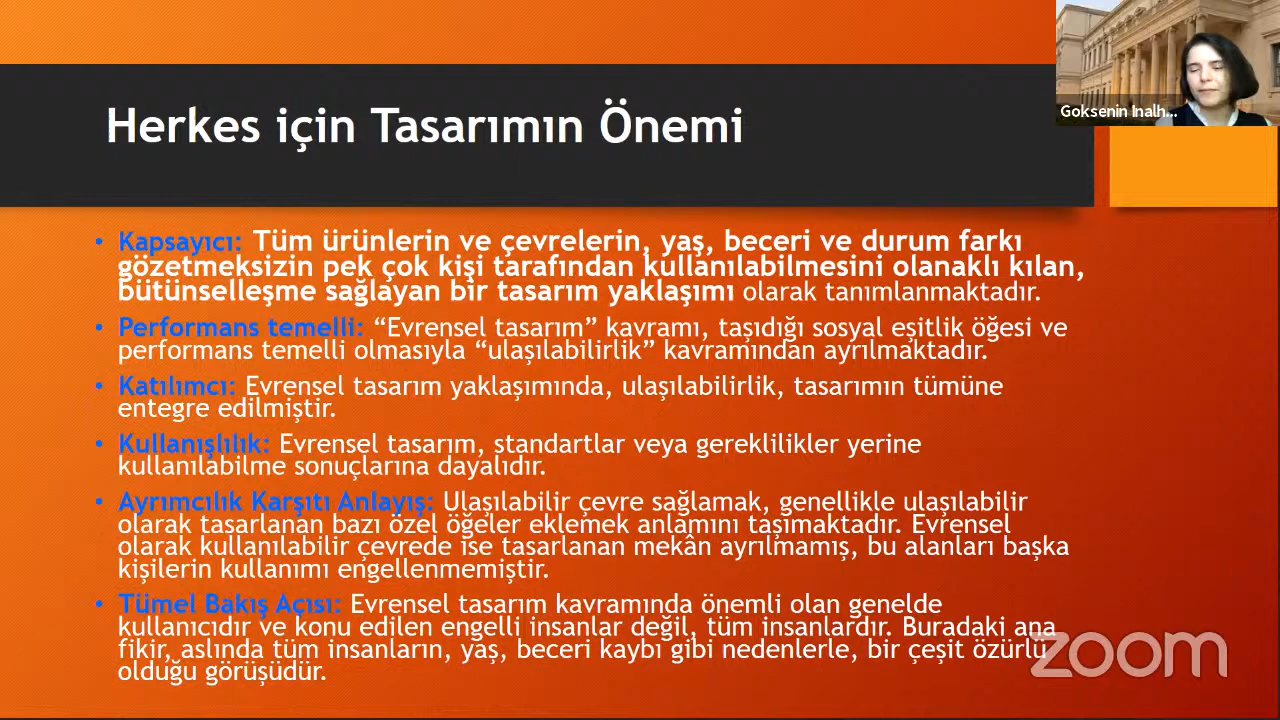 Goksenin Inalh...
Herkes için Tasarımın Önemi
• Kapsayıcı: Tüm ürünlerin ve çevrelerin, yaş, beceri ve durum farkı
gözetmeksizin pek çok kişi tarafından kullanılabilmesini olanaklı kılan,
bütünselleşme sağlayan bir tasarım yaklaşımı olarak tanımlanmaktadır.
• Performans temelli: “Evrensel tasarım” kavramı, taşıdığı sosyal eşitlik öğesi ve
performans temelli olmasıyla “ulaşılabilirlik” kavramından ayrılmaktadır.
• Katılımcı: Evrensel tasarım yaklaşımında, ulaşılabilirlik, tasarımın tümüne
entegre edilmiştir.
• Kullanışlılık: Evrensel tasarım, standartlar veya gereklilikler yerine
kullanılabilme sonuçlarına dayalıdır.
• Ayrımcılık Karşıtı Anlayış: Ulaşılabilir çevre sağlamak, genellikle ulaşılabilir
olarak tasarlanan bazı özel öğeler eklemek anlamını taşımaktadır. Evrensel
olarak kullanılabilir çevrede ise tasarlanan mekân ayrılmamış, bu alanları başka
kişilerin kullanımı engellenmemiştir.
• Tümel Bakış Açısı: Evrensel tasarım kavramında önemli olan genelde
kullanıcıdır ve konu edilen engelli insanlar değil, tüm insanlardır. Buradaki ana
fikir, aslında tüm insanların, yaş, beceri kaybı gibi nedenlerle, bir çeşit özürlü
olduğu görüşüdür.
zoom